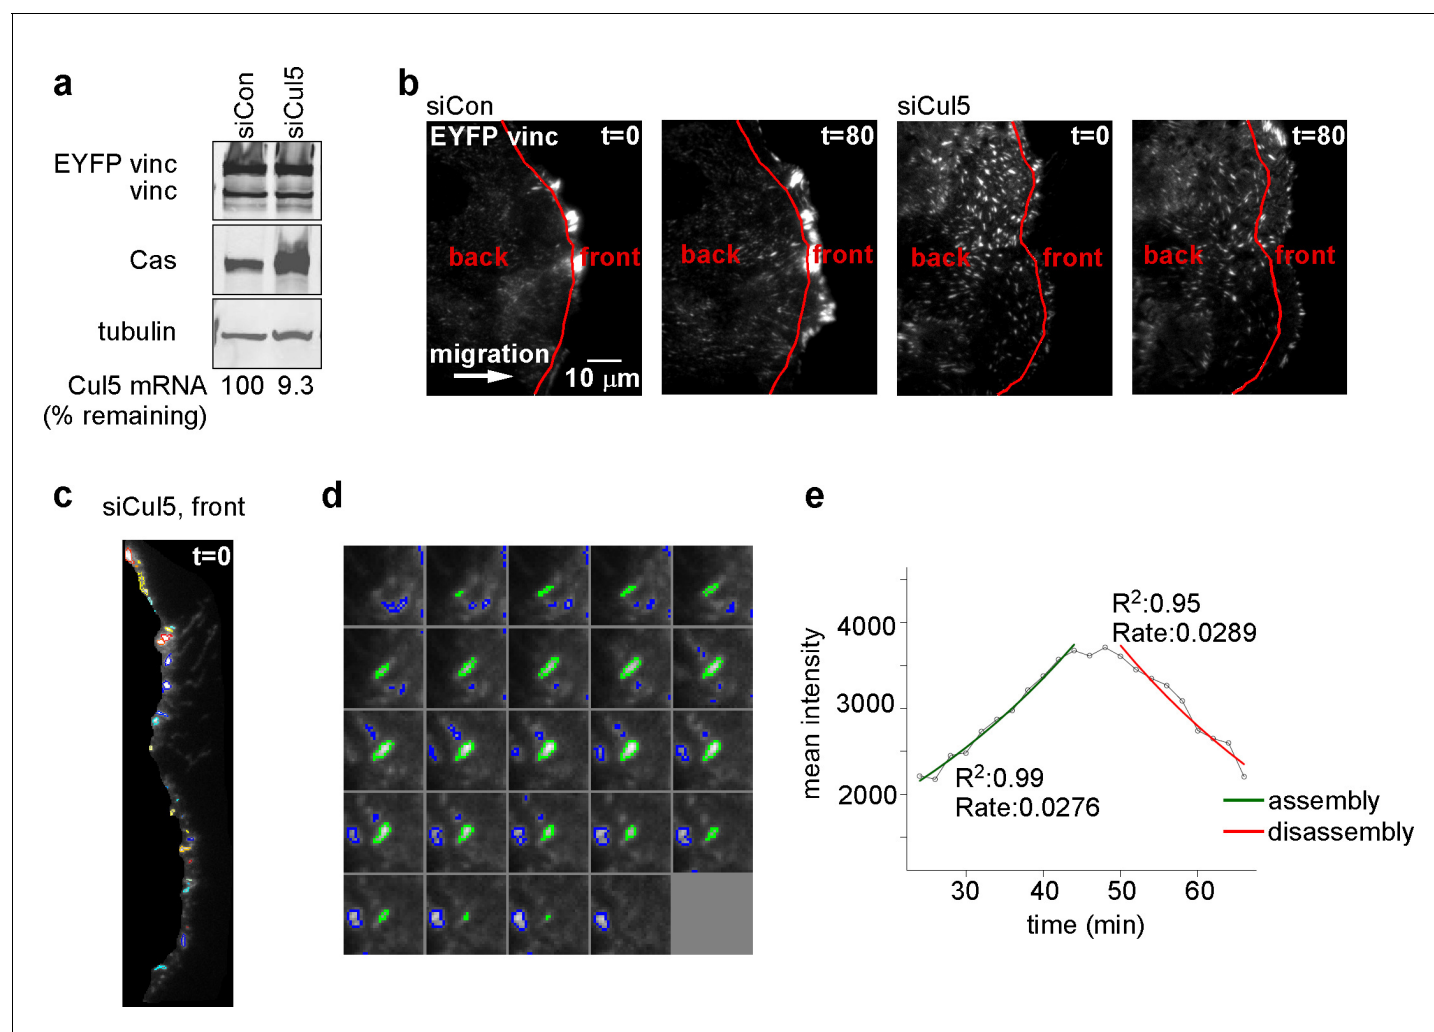 a
siCon
siCul5
EYFP vinc
vinc
Cas
tubulin
Cul5 mRNA 100 9.3
(% remaining)
b
siCon
siCul5
EYFP vinc t=0
t=80
t=0
t=80
back front
back front
back front
back front
migration
10 µm
c
siCul5, front
t=0
d
e
mean intensity
4000
3000
2000
R²:0.95
Rate:0.0289
R²:0.99
Rate:0.0276
assembly
disassembly
30 40 50 60
time (min)